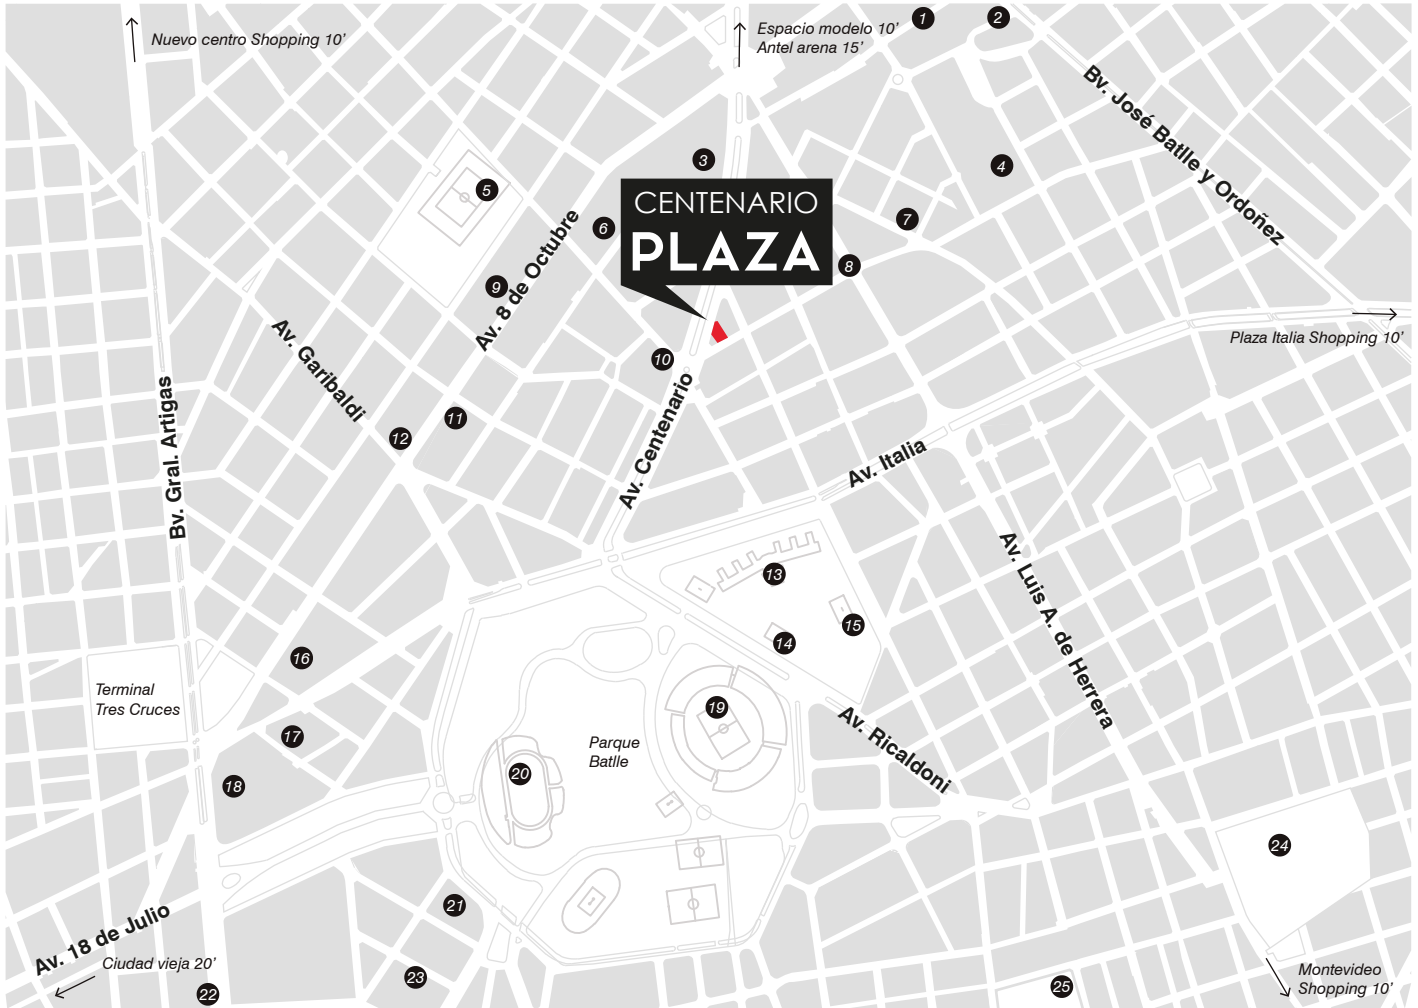 Nuevo centro Shopping 10’
Espacio modelo 10’
Antel arena 15’
1
2
Bv. José Batlle y Ordoñez
3
4
5
CENTENARIO
PLAZA
6
7
8
9
Av. 8 de Octubre
Av. Garibaldi
Plaza Italia Shopping 10’
10
Av. Centenario
11
12
Bv. Gral. Artigas
Av. Italia
Av. Luis A. de Herrera
13
14
15
16
Terminal
Tres Cruces
17
18
19
Av. Ricaldoni
Parque
Batlle
20
24
21
Av. 18 de Julio
Ciudad vieja 20’
22
23
25
Montevideo
Shopping 10’